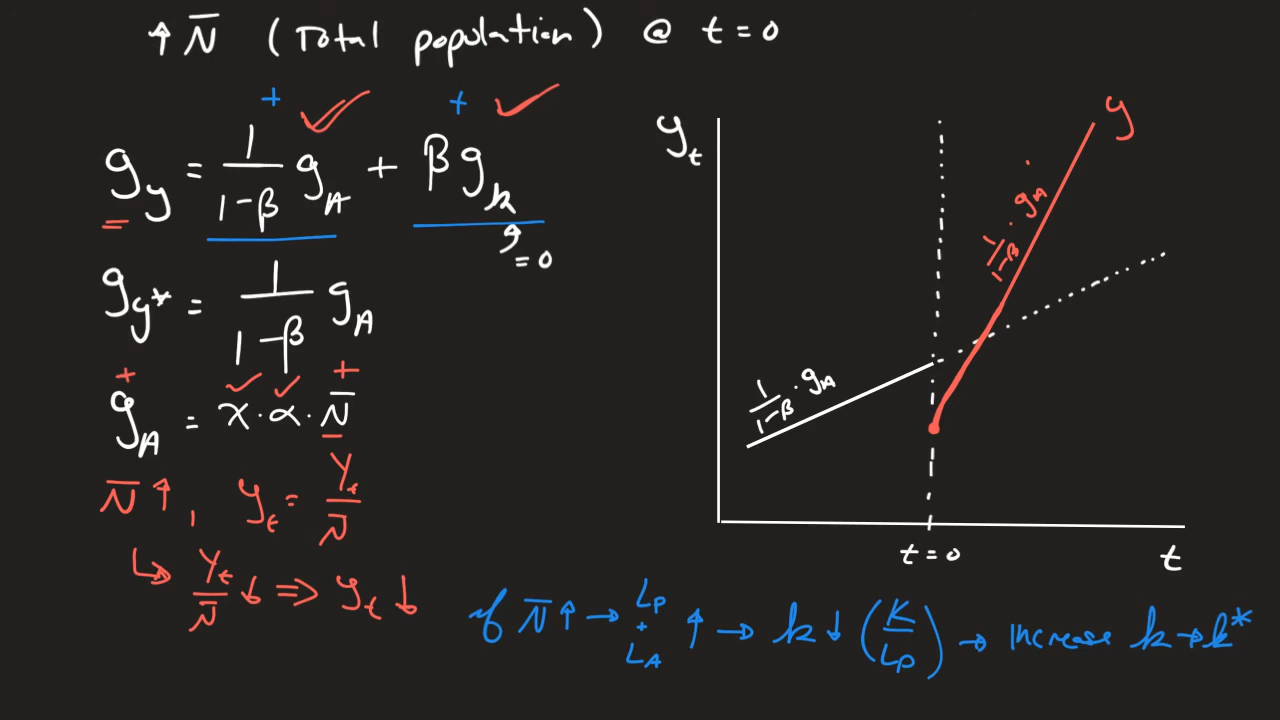 ↑ N̄ (Total population) @ t = 0
+ ✓ + ✓
g_y = 1/(1-β) g_A + β g_k
g = 0
g_y* = 1/(1-β) g_A
+ ✓ ✓ +
g_A = χ · α · N̄
N̄ ↑, y_t = Y_t/N̄
↳ Y_t/N̄ ↓ ⇒ y_t ↓
y_t
y
1/(1-β) · g_A
1/(1-β) · g_A
t = 0
t
if N̄ ↑ → L_P + L_A ↑ → k ↓ (K/L_P) → increase k → k*